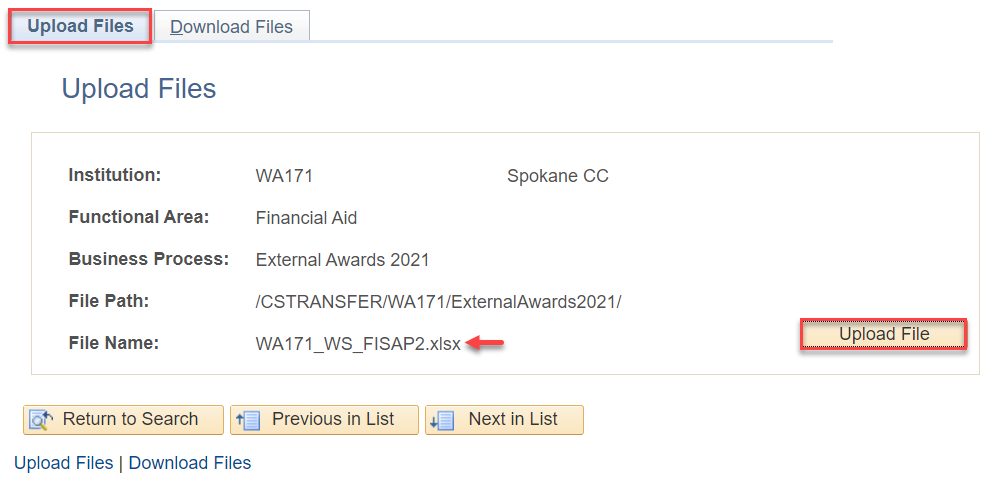 Upload Files Download Files
Upload Files
Institution: WA171 Spokane CC
Functional Area: Financial Aid
Business Process: External Awards 2021
File Path: /CSTRANSFER/WA171/ExternalAwards2021/
File Name: WA171_WS_FISAP2.xlsx Upload File
Return to Search Previous in List Next in List
Upload Files | Download Files